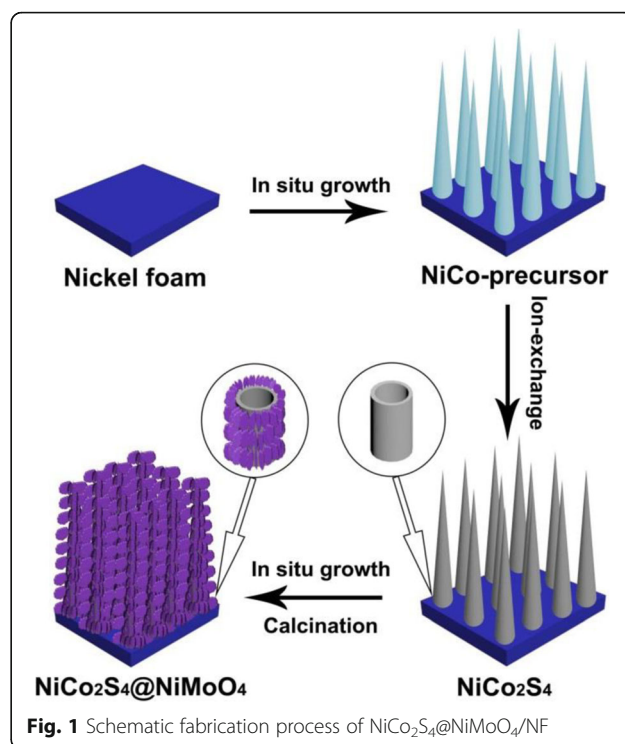 In situ growth
Nickel foam
NiCo-precursor
Ion-exchange
In situ growth
Calcination
NiCo₂S₄@NiMoO₄
NiCo₂S₄
Fig. 1 Schematic fabrication process of NiCo₂S₄@NiMoO₄/NF